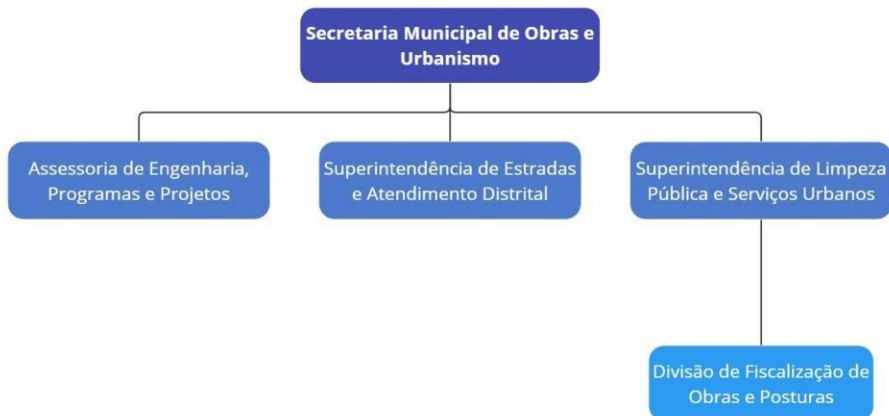 Secretaria Municipal de Obras e
Urbanismo
Assessoria de Engenharia,
Programas e Projetos
Superintendência de Estradas
e Atendimento Distrital
Superintendência de Limpeza
Pública e Serviços Urbanos
Divisão de Fiscalização de
Obras e Posturas